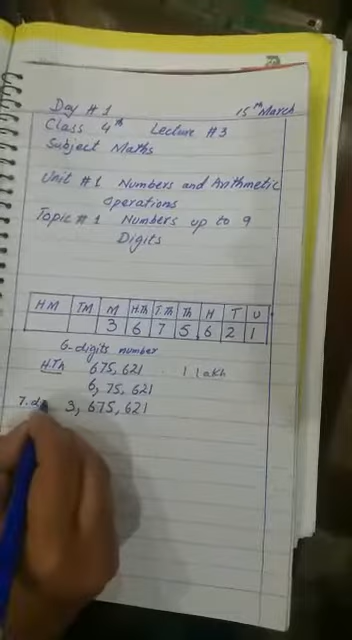 Day # 1 15th March
Class 4th Lecture #3
Subject Maths
Unit #1 Numbers and Arithmetic
Operations
Topic #1 Numbers up to 9
Digits
HM TM M H.Th T.Th Th H T U
3 6 7 5 6 2 1
6-digits number
H.Th 675,621 1 lakh
6,75,621
7.d 3,675,621